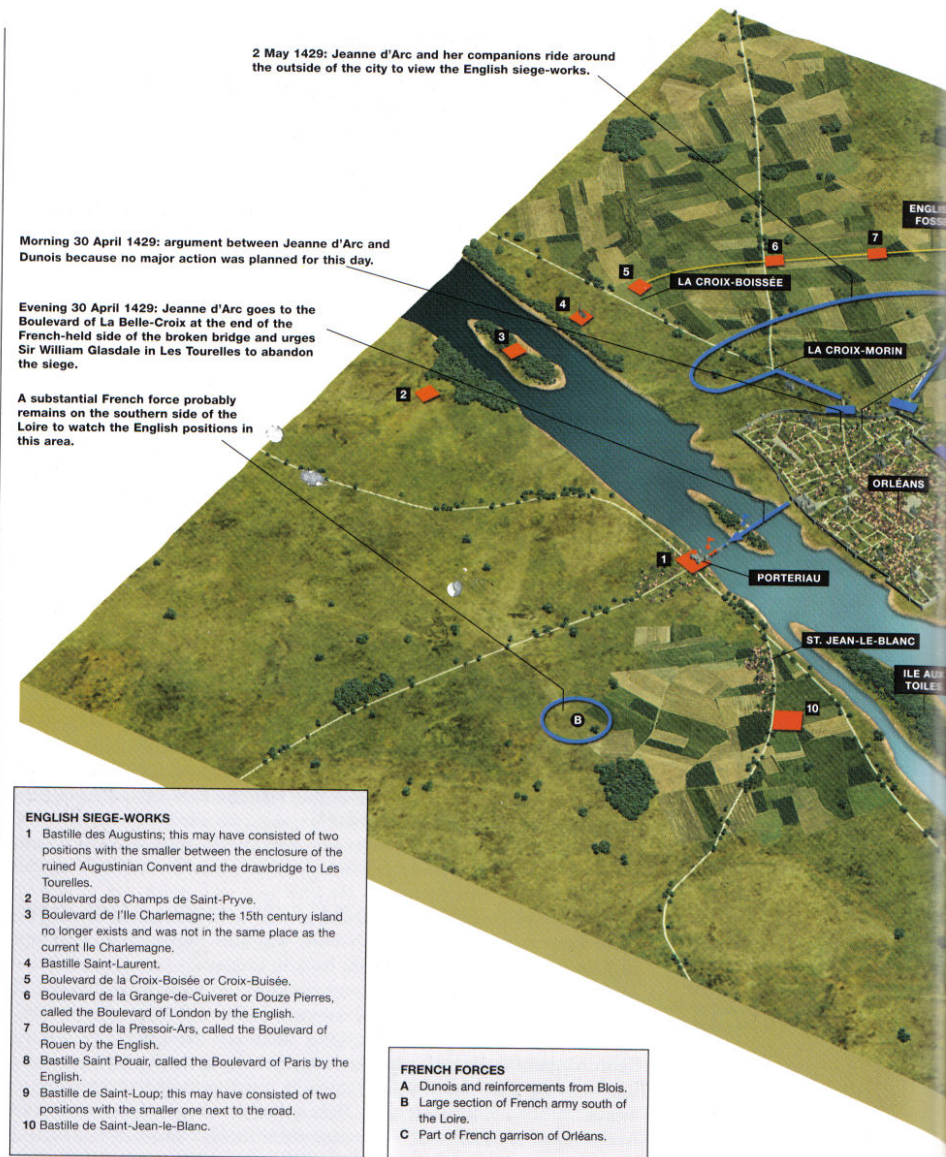 2 May 1429: Jeanne d'Arc and her companions ride around
the outside of the city to view the English siege-works.
Morning 30 April 1429: argument between Jeanne d'Arc and
Dunois because no major action was planned for this day.
Evening 30 April 1429: Jeanne d'Arc goes to the
Boulevard of La Belle-Croix at the end of the
French-held side of the broken bridge and urges
Sir William Glasdale in Les Tourelles to abandon
the siege.
A substantial French force probably
remains on the southern side of the
Loire to watch the English positions in
this area.
ENGLIS
FOSSE
7
6
5
LA CROIX-BOISSÉE
4
3
LA CROIX-MORIN
2
ORLÉANS
1
PORTERIAU
ST. JEAN-LE-BLANC
ILE AUX
TOILES
B
10
ENGLISH SIEGE-WORKS
1 Bastille des Augustins; this may have consisted of two
positions with the smaller between the enclosure of the
ruined Augustinian Convent and the drawbridge to Les
Tourelles.
2 Boulevard des Champs de Saint-Pryve.
3 Boulevard de l'Ile Charlemagne; the 15th century island
no longer exists and was not in the same place as the
current Ile Charlemagne.
4 Bastille Saint-Laurent.
5 Boulevard de la Croix-Boisée or Croix-Buisée.
6 Boulevard de la Grange-de-Cuiveret or Douze Pierres,
called the Boulevard of London by the English.
7 Boulevard de la Pressoir-Ars, called the Boulevard of
Rouen by the English.
8 Bastille Saint Pouair, called the Boulevard of Paris by the
English.
9 Bastille de Saint-Loup; this may have consisted of two
positions with the smaller one next to the road.
10 Bastille de Saint-Jean-le-Blanc.
FRENCH FORCES
A Dunois and reinforcements from Blois.
B Large section of French army south of
the Loire.
C Part of French garrison of Orléans.